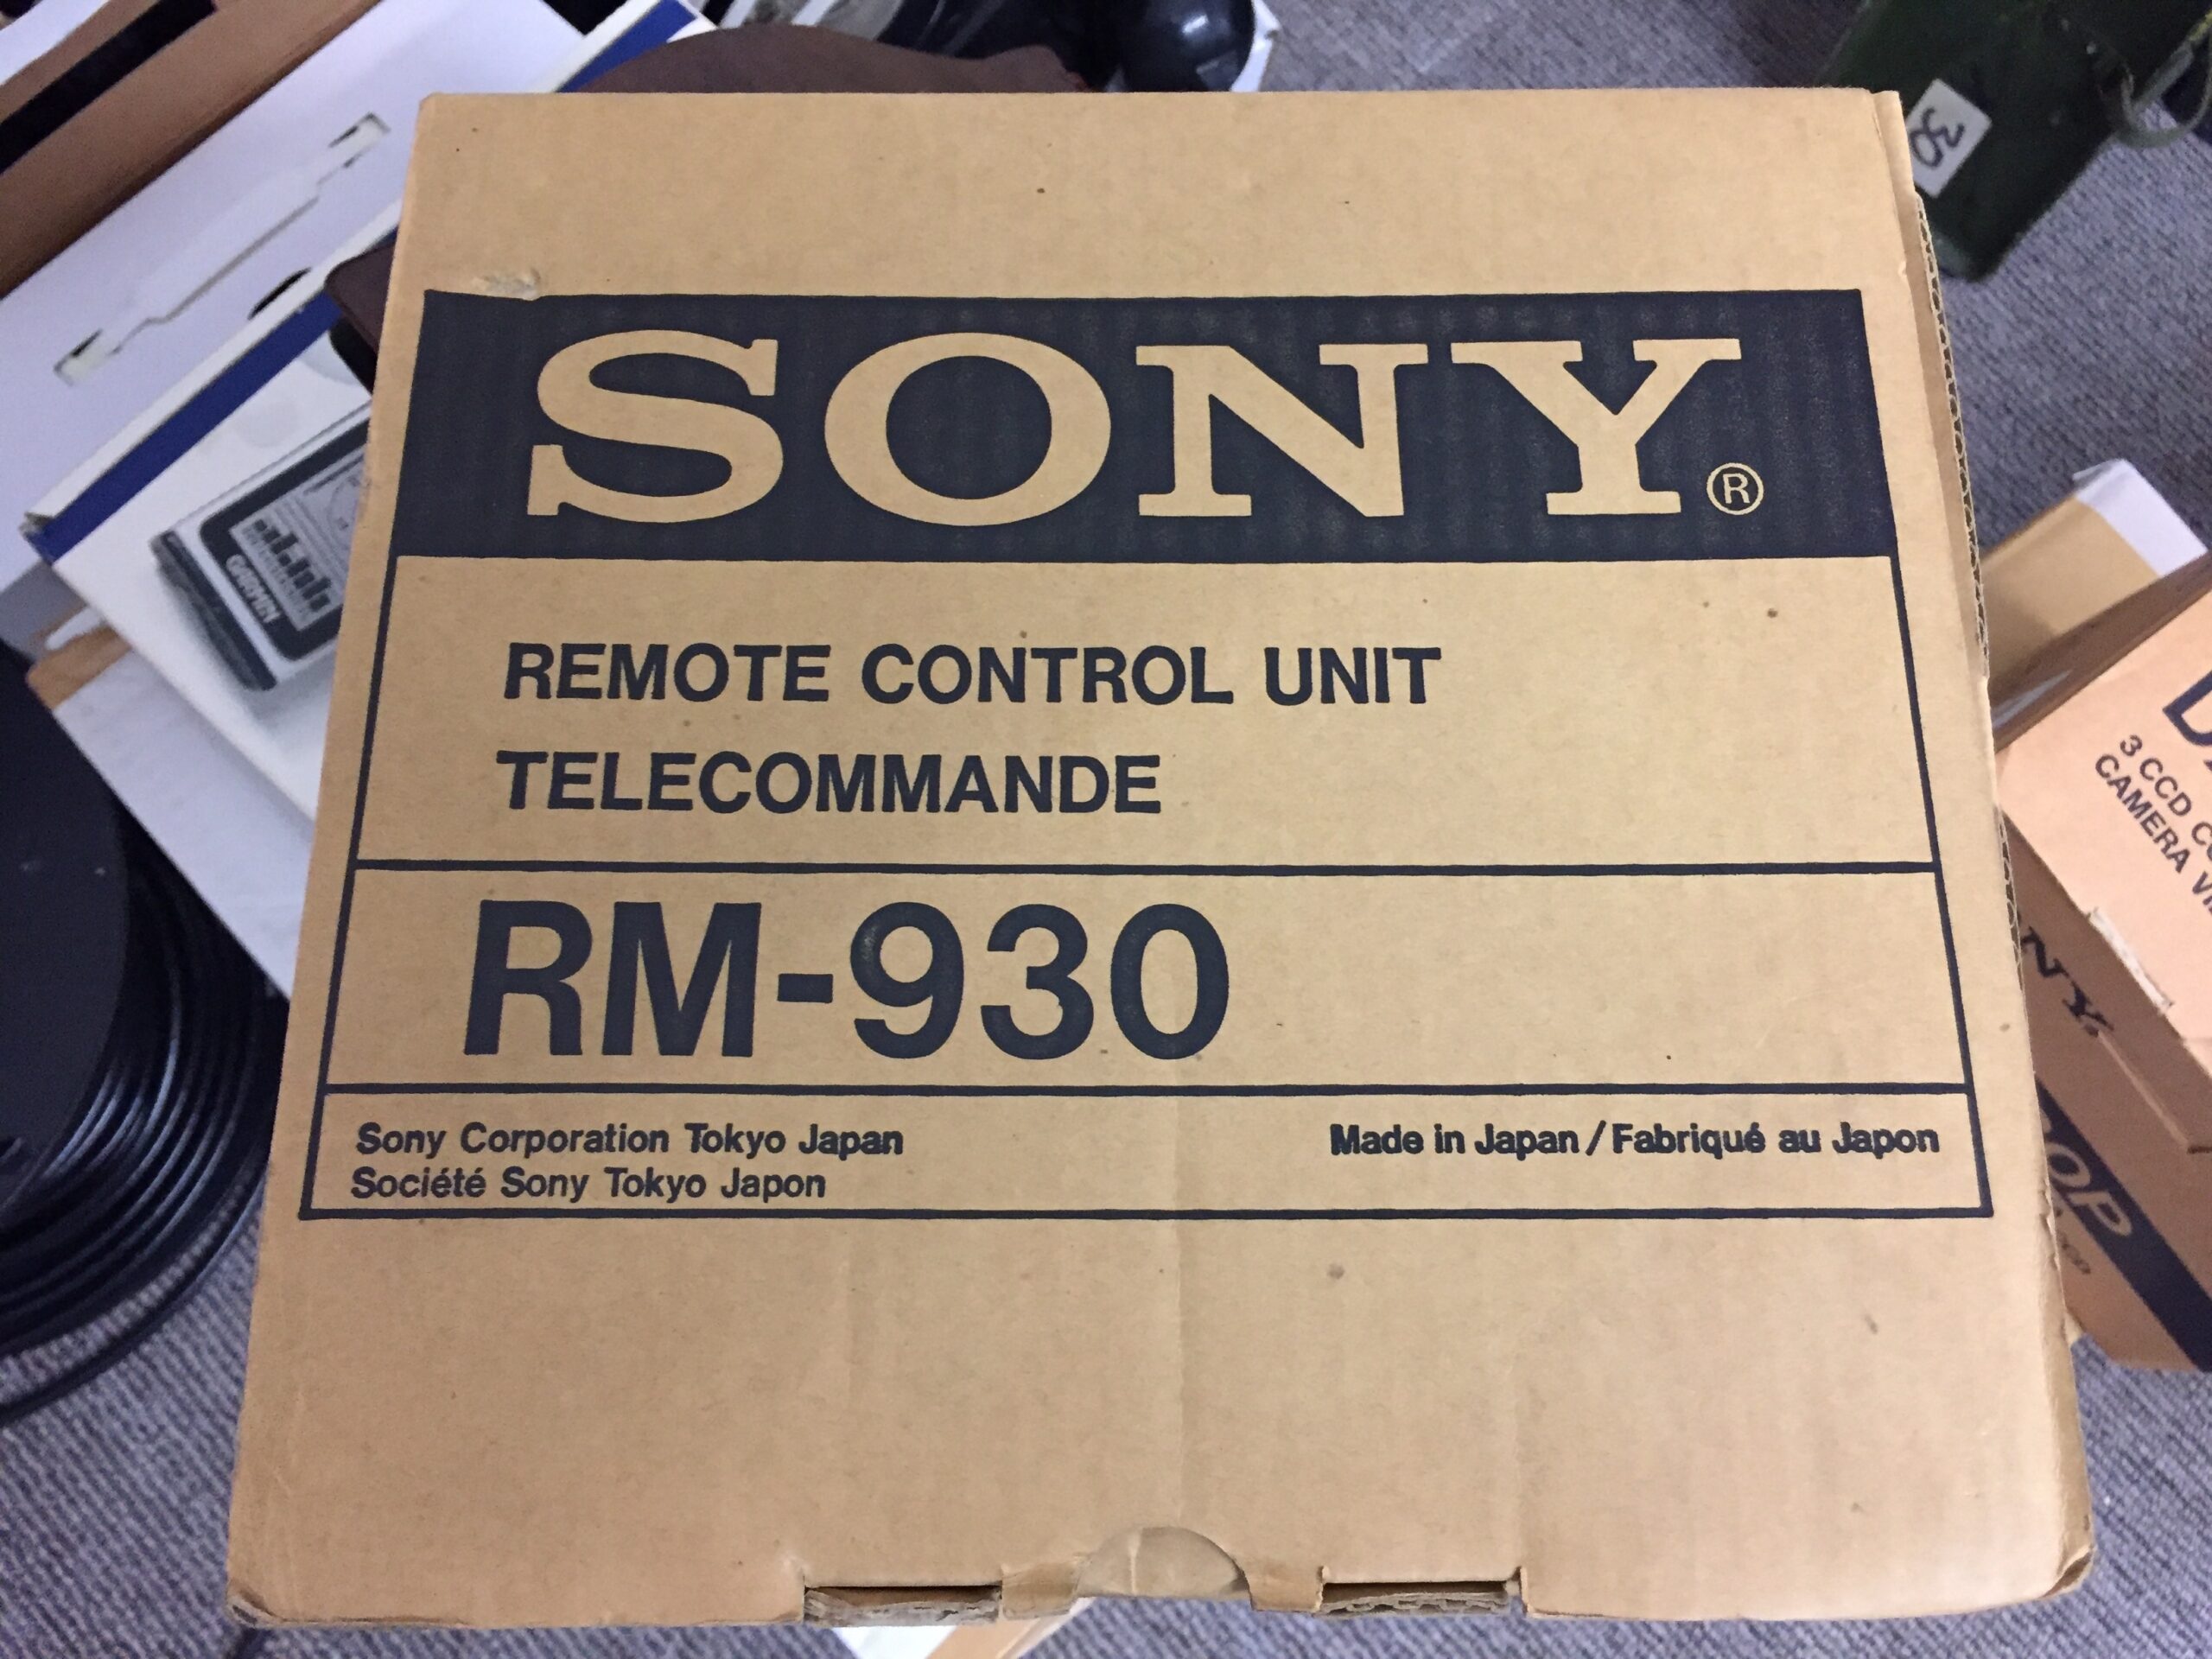 SONY®
REMOTE CONTROL UNIT
TELECOMMANDE
RM-930
Sony Corporation Tokyo Japan
Société Sony Tokyo Japon
Made in Japan / Fabriqué au Japon
GARMIN
30
3 CCD
CAMERA